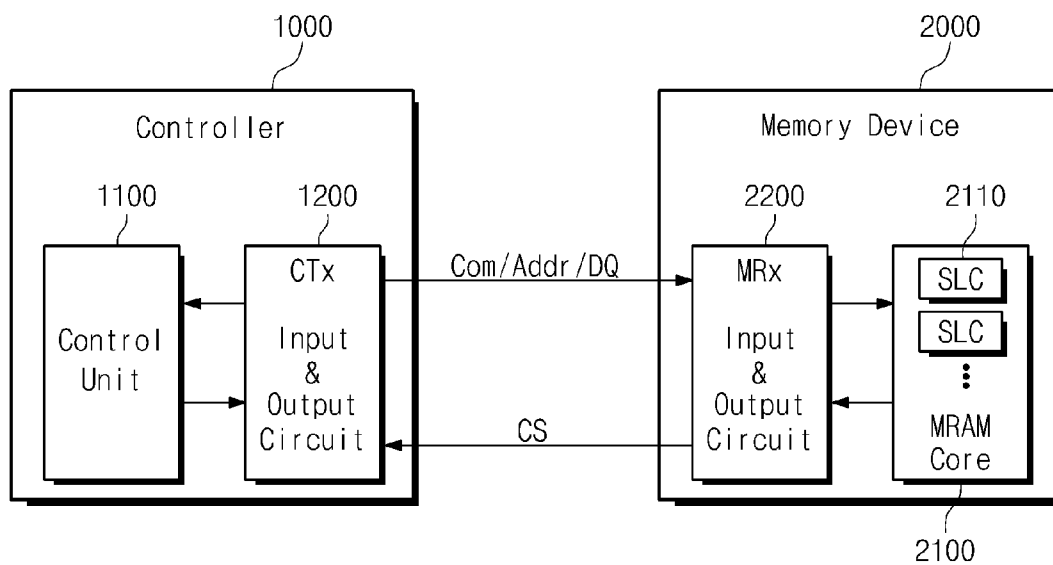 1000
2000
Controller
Memory Device
1100
1200
2200
2110
CTx
Com/Addr/DQ
MRx
SLC
SLC
Control
Unit
Input
&
Output
Circuit
Input
&
Output
Circuit
CS
MRAM
Core
2100